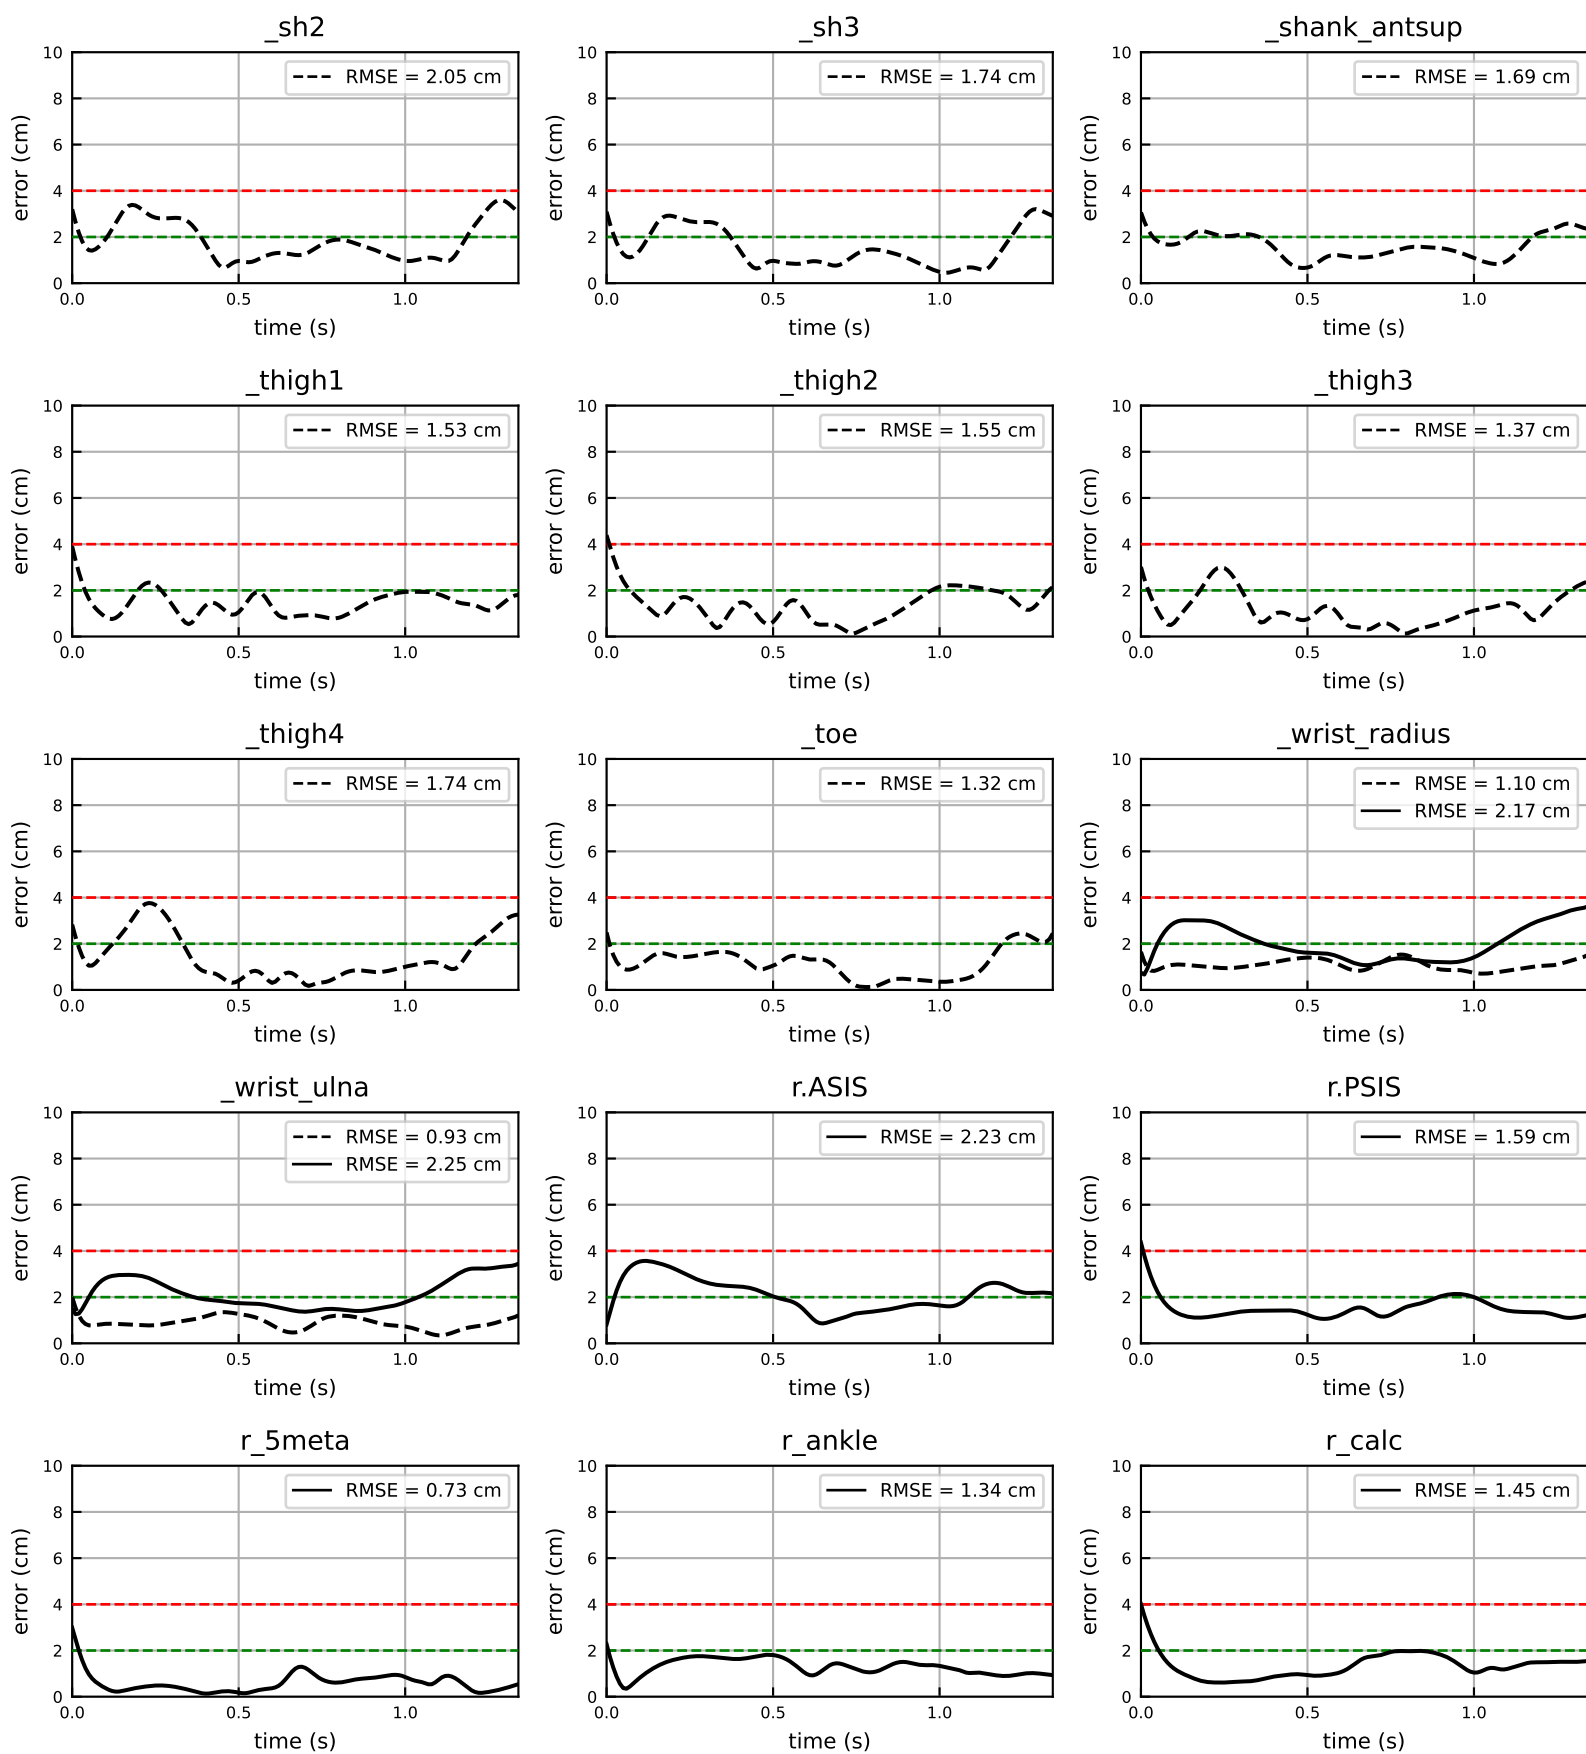 _sh2
10
8
6
4
2
0
error (cm)
RMSE = 2.05 cm
0.0 0.5 1.0
time (s)
_sh3
10
8
6
4
2
0
error (cm)
RMSE = 1.74 cm
0.0 0.5 1.0
time (s)
_shank_antsup
10
8
6
4
2
0
error (cm)
RMSE = 1.69 cm
0.0 0.5 1.0
time (s)
_thigh1
10
8
6
4
2
0
error (cm)
RMSE = 1.53 cm
0.0 0.5 1.0
time (s)
_thigh2
10
8
6
4
2
0
error (cm)
RMSE = 1.55 cm
0.0 0.5 1.0
time (s)
_thigh3
10
8
6
4
2
0
error (cm)
RMSE = 1.37 cm
0.0 0.5 1.0
time (s)
_thigh4
10
8
6
4
2
0
error (cm)
RMSE = 1.74 cm
0.0 0.5 1.0
time (s)
_toe
10
8
6
4
2
0
error (cm)
RMSE = 1.32 cm
0.0 0.5 1.0
time (s)
_wrist_radius
10
8
6
4
2
0
error (cm)
RMSE = 1.10 cm
RMSE = 2.17 cm
0.0 0.5 1.0
time (s)
_wrist_ulna
10
8
6
4
2
0
error (cm)
RMSE = 0.93 cm
RMSE = 2.25 cm
0.0 0.5 1.0
time (s)
r.ASIS
10
8
6
4
2
0
error (cm)
RMSE = 2.23 cm
0.0 0.5 1.0
time (s)
r.PSIS
10
8
6
4
2
0
error (cm)
RMSE = 1.59 cm
0.0 0.5 1.0
time (s)
r_5meta
10
8
6
4
2
0
error (cm)
RMSE = 0.73 cm
0.0 0.5 1.0
time (s)
r_ankle
10
8
6
4
2
0
error (cm)
RMSE = 1.34 cm
0.0 0.5 1.0
time (s)
r_calc
10
8
6
4
2
0
error (cm)
RMSE = 1.45 cm
0.0 0.5 1.0
time (s)